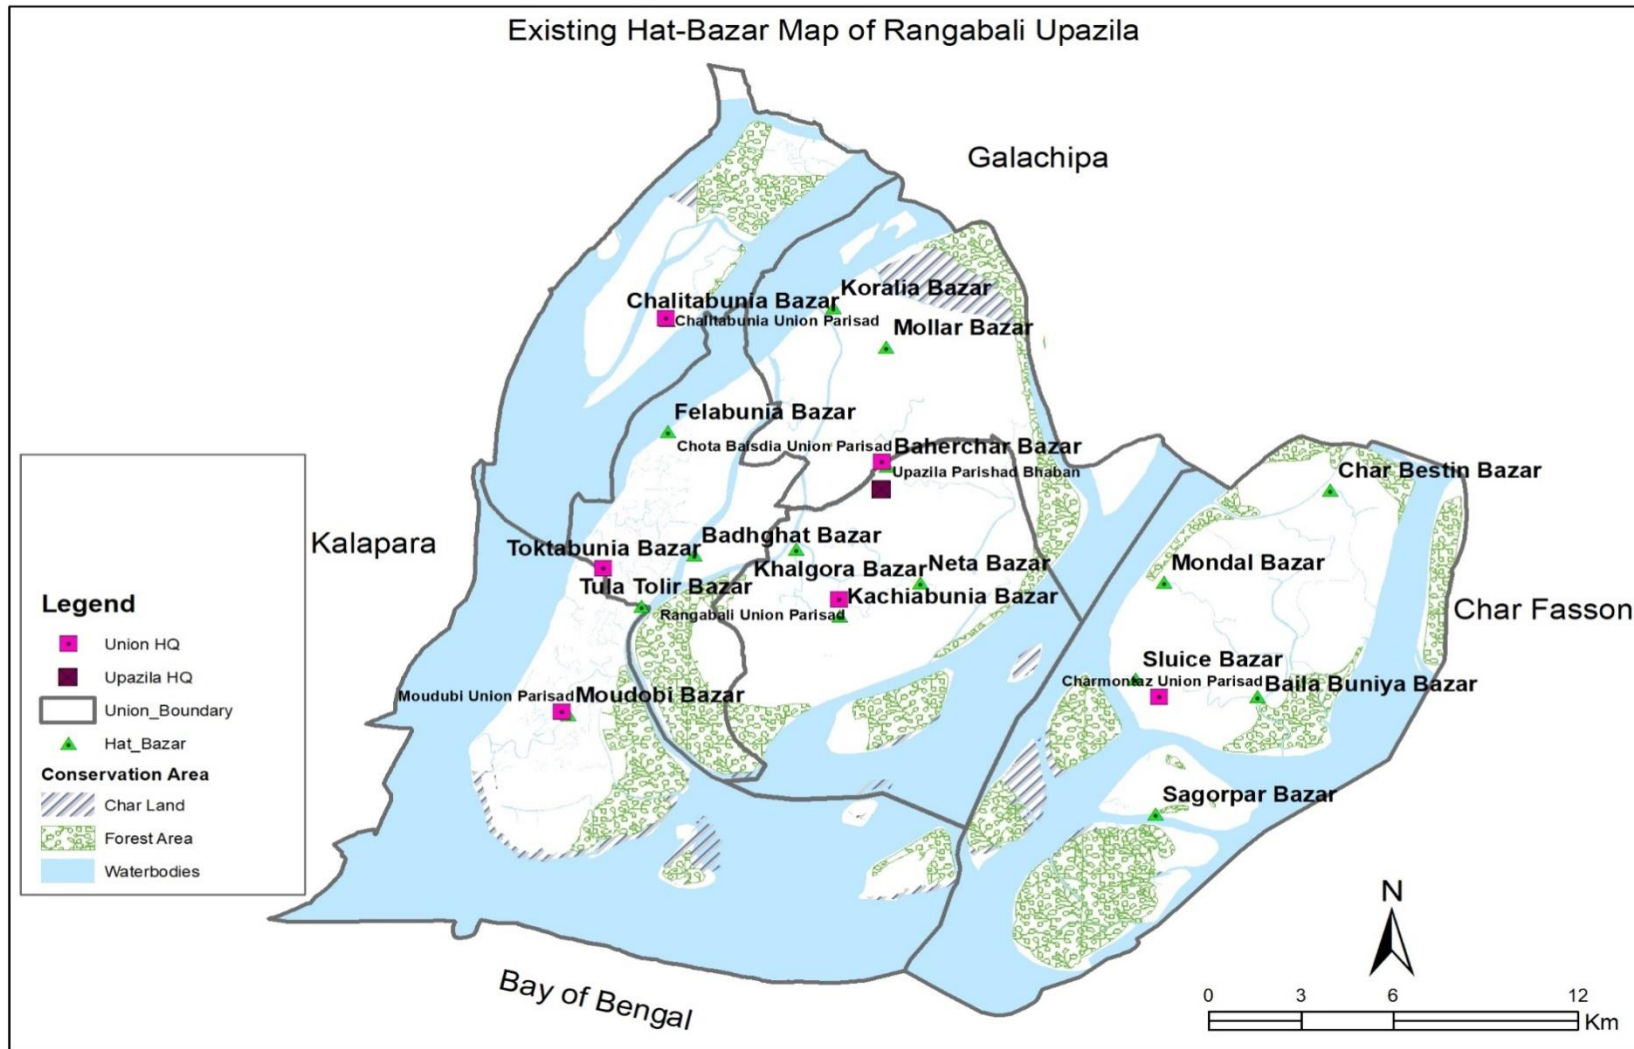 Existing Hat-Bazar Map of Rangabali Upazila
Galachipa
Koralia Bazar
Chalitabunia Bazar
Chalitabunia Union Parisad
Mollar Bazar
Felabunia Bazar
Chota Baisdia Union Parisad
Baherchar Bazar
Upazila Parishad Bhaban
Char Bestin Bazar
Kalapara
Toktabunia Bazar
Badhghat Bazar
Khalgora Bazar
Neta Bazar
Mondal Bazar
Tula Tolir Bazar
Kachiabunia Bazar
Rangabali Union Parisad
Char Fasson
Sluice Bazar
Charmontaz Union Parisad
Baila Buniya Bazar
Moudubi Union Parisad
Moudobi Bazar
Sagorpar Bazar
Legend
Union HQ
Upazila HQ
Union_Boundary
Hat_Bazar
Conservation Area
Char Land
Forest Area
Waterbodies
Bay of Bengal
N
0 3 6 12
Km